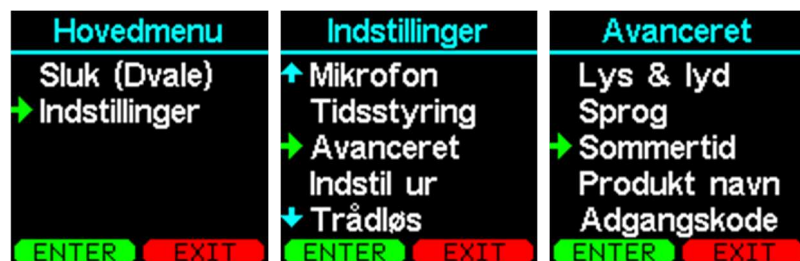 Hovedmenu
Sluk (Dvale)
Indstillinger
ENTER EXIT
Indstillinger
Mikrofon
Tidsstyring
Avanceret
Indstil ur
Trådløs
ENTER EXIT
Avanceret
Lys & lyd
Sprog
Sommertid
Produkt navn
Adgangskode
ENTER EXIT